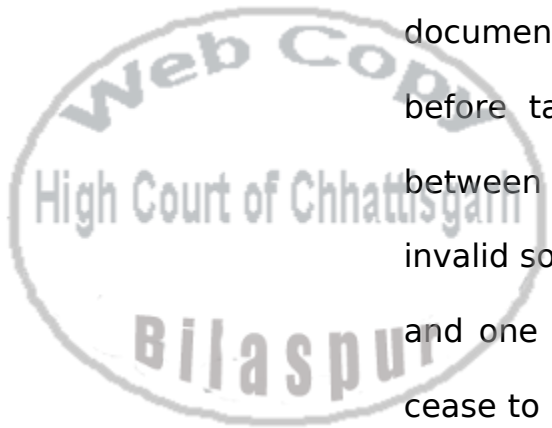 Web Copy
High Court of Chhattisgarh
Bilaspur
documen
before ta
between
invalid so
and one
cease to